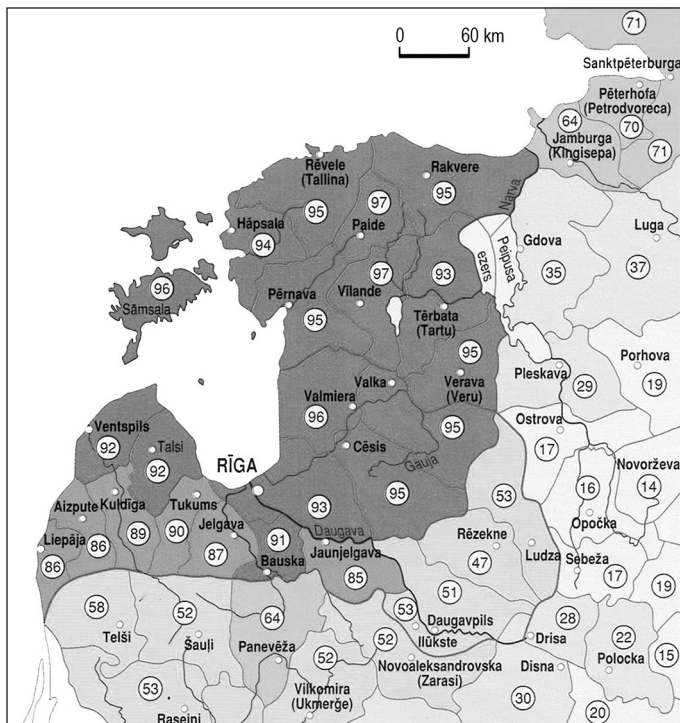 0 60 km
71
Sanktpēterburga
Pēterhofa
(Petrodvoreca)
64
70
Jamburga
(Kingisepa)
71
Rēvele
(Tallina)
Rakvere
95
Narva
97
95
Hāpsala
94
Paide
Luga
Gdova
Peipusa
ezers
35
37
97
93
96
Sāmsala
Pērnava
Vīlande
95
Tērbata
(Tartu)
95
Porhova
Pleskava
29
19
Valka
Verava
(Veru)
Valmiera
96
Ostrova
17
Ventspils
92
Talsi
92
Cēsis
95
Gauja
Novorževa
RĪGA
93
95
53
16
14
Aizpute
Kuldīga
Tukums
Opočka
Liepāja
86
89
90
Jelgava
87
91
Daugava
Jaunjelgava
Rēzekne
47
Ludza
Sebeža
86
Bauska
85
17
19
58
52
64
51
53
Daugavpils
28
Telši
Šauļi
Panevēža
52
52
Ilūkste
Drisa
22
Novoaleksandrovska
(Zarasi)
Disna
Polocka
15
53
Viļkomira
(Ukmerģe)
30
20
Raseiņi